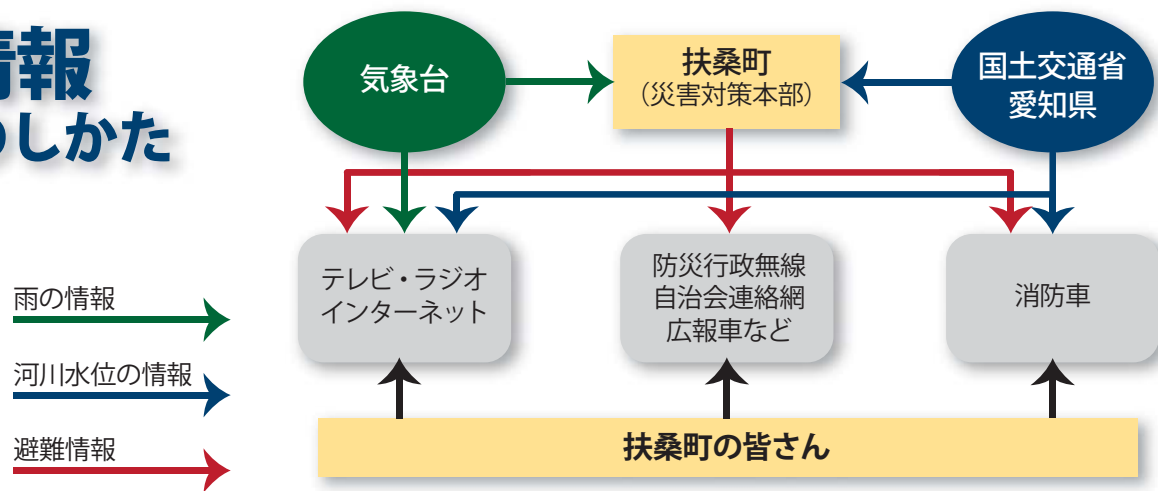 情報
のしかた
気象台
扶桑町
（災害対策本部）
国土交通省
愛知県
テレビ・ラジオ
インターネット
防災行政無線
自治会連絡網
広報車など
消防車
雨の情報
河川水位の情報
避難情報
扶桑町の皆さん